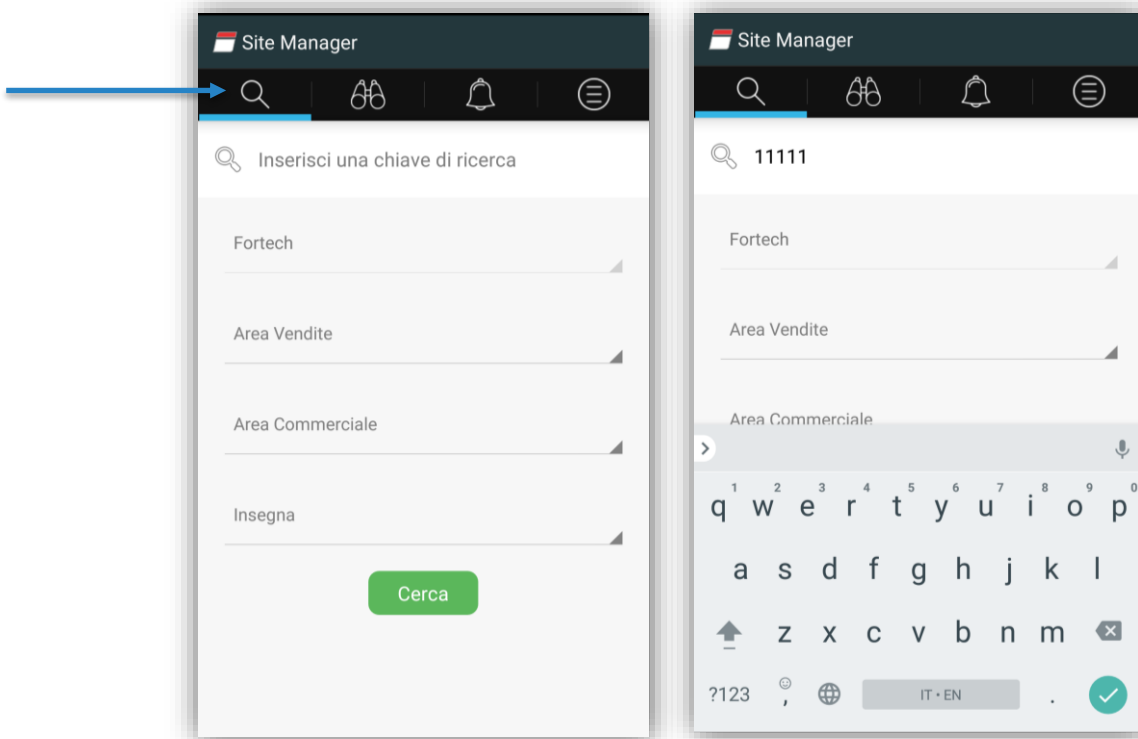 Site Manager
Inserisci una chiave di ricerca
Fortech
Area Vendite
Area Commerciale
Insegna
Cerca
Site Manager
11111
Fortech
Area Vendite
Area Commerciale
1 2 3 4 5 6 7 8 9 0
q w e r t y u i o p
a s d f g h j k l
z x c v b n m
?123 , IT • EN .